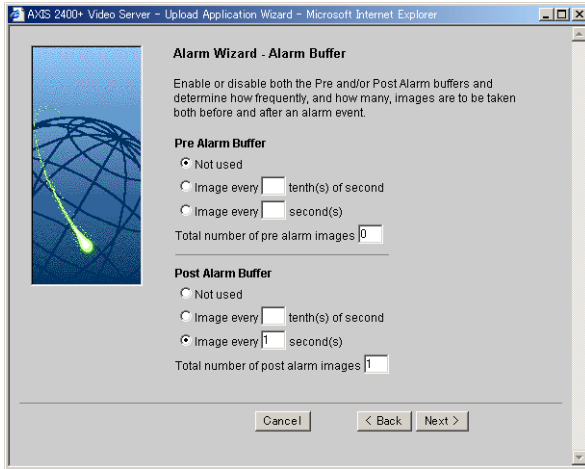 AXIS 2400+ Video Server - Upload Application Wizard - Microsoft Internet Explorer
Alarm Wizard - Alarm Buffer
Enable or disable both the Pre and/or Post Alarm buffers and
determine how frequently, and how many, images are to be taken
both before and after an alarm event.
Pre Alarm Buffer
Not used
Image every tenth(s) of second
Image every second(s)
Total number of pre alarm images 0
Post Alarm Buffer
Not used
Image every tenth(s) of second
Image every 1 second(s)
Total number of post alarm images 1
Cancel < Back Next >